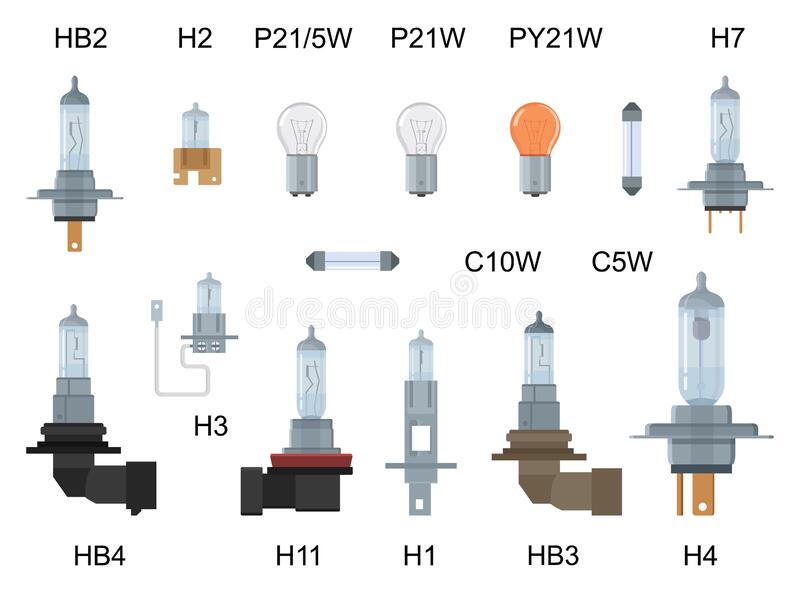 HB2 H2 P21/5W P21W PY21W H7
C10W C5W
dreamstime
H3
HB4 H11 H1 HB3 H4